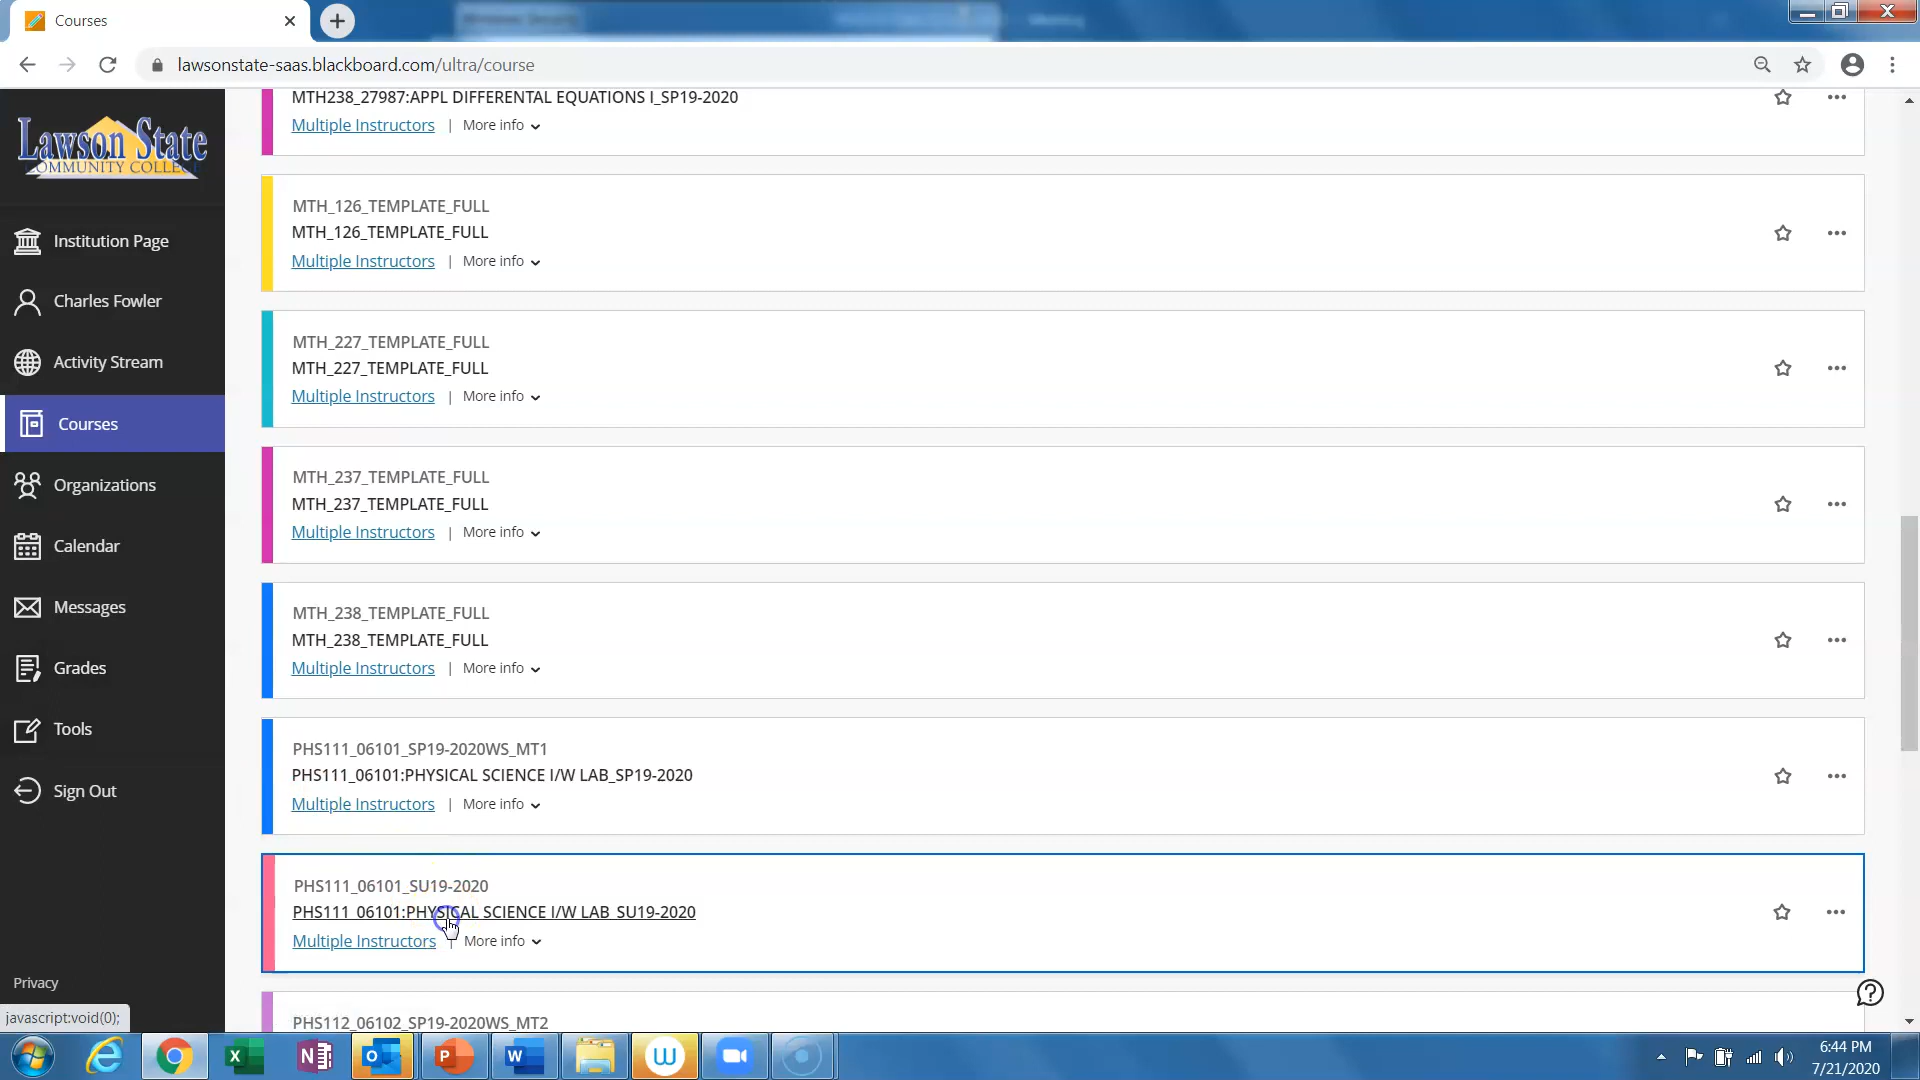 Courses
lawsonstate-saas.blackboard.com/ultra/course
Lawson State
COMMUNITY COLLEGE
Institution Page
Charles Fowler
Activity Stream
Courses
Organizations
Calendar
Messages
Grades
Tools
Sign Out
Privacy
javascript:void(0);
MTH238_27987:APPL DIFFERENTAL EQUATIONS I_SP19-2020
Multiple Instructors | More info
MTH_126_TEMPLATE_FULL
MTH_126_TEMPLATE_FULL
Multiple Instructors | More info
MTH_227_TEMPLATE_FULL
MTH_227_TEMPLATE_FULL
Multiple Instructors | More info
MTH_237_TEMPLATE_FULL
MTH_237_TEMPLATE_FULL
Multiple Instructors | More info
MTH_238_TEMPLATE_FULL
MTH_238_TEMPLATE_FULL
Multiple Instructors | More info
PHS111_06101_SP19-2020WS_MT1
PHS111_06101:PHYSICAL SCIENCE I/W LAB_SP19-2020
Multiple Instructors | More info
PHS111_06101_SU19-2020
PHS111_06101:PHYSICAL SCIENCE I/W LAB_SU19-2020
Multiple Instructors | More info
PHS112_06102_SP19-2020WS_MT2
6:44 PM
7/21/2020